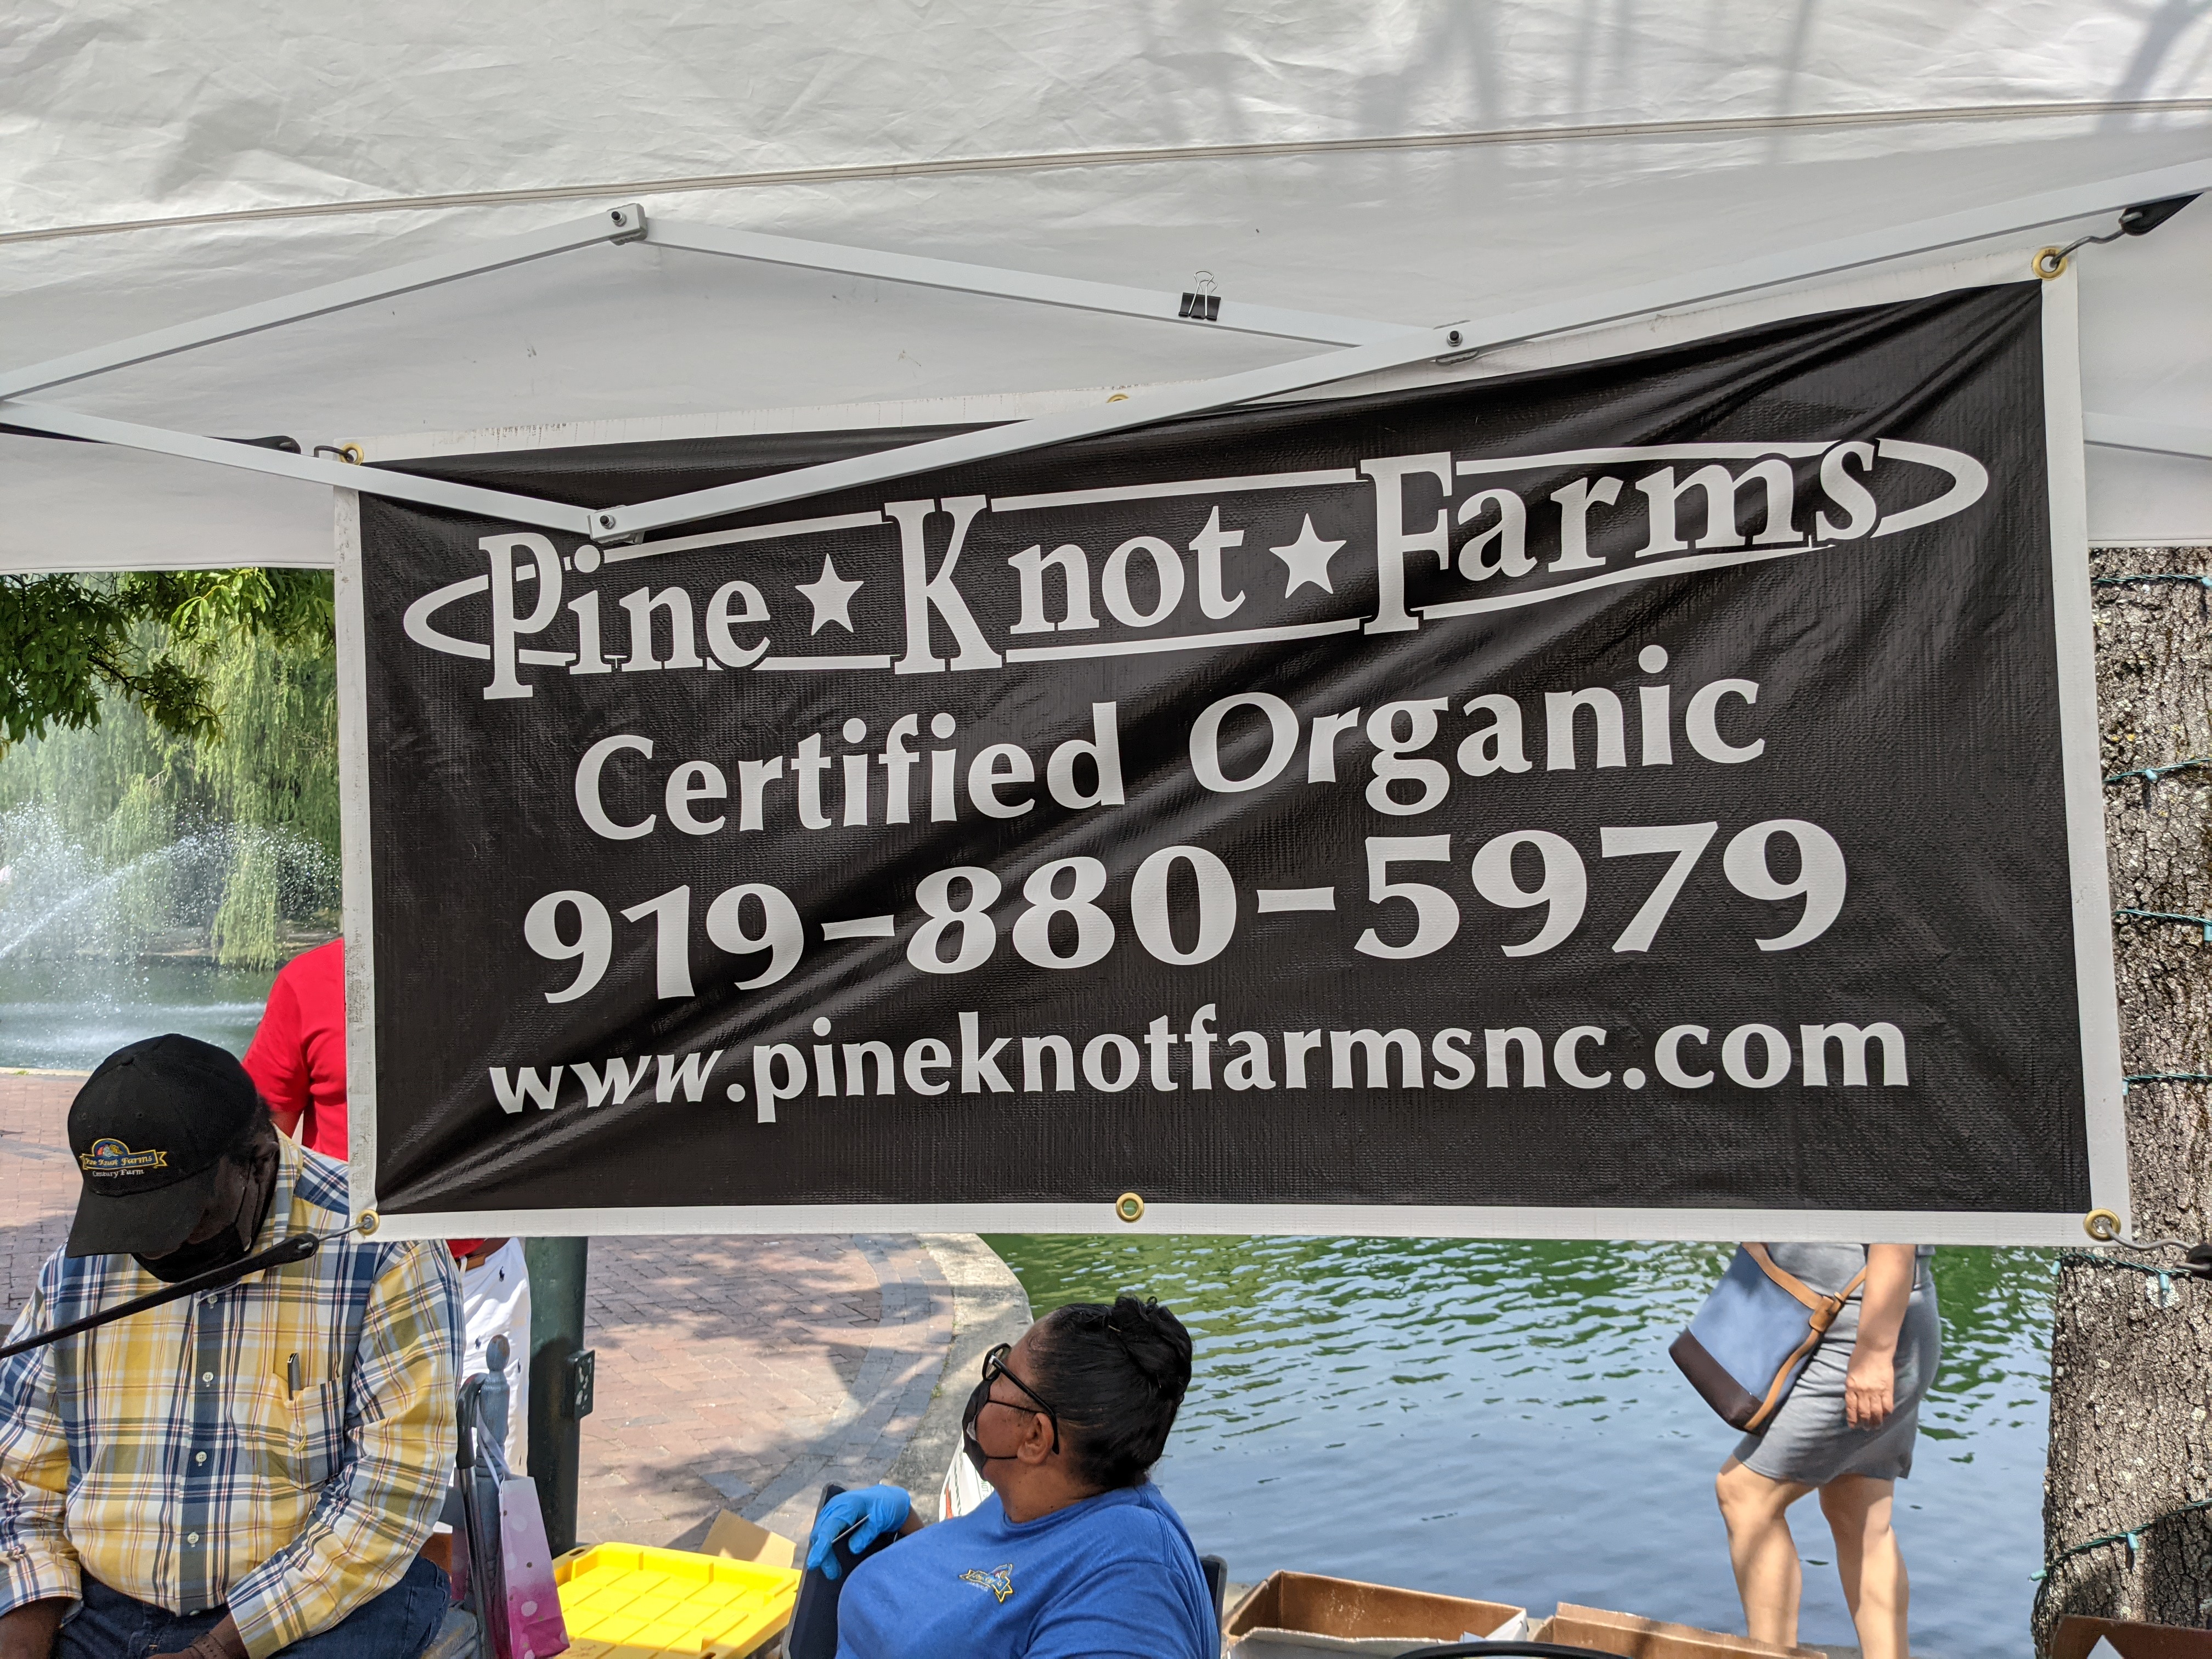 Pine★Knot★Farms
Certified Organic
919-880-5979
www.pineknotfarmsnc.com
Pine Knot Farms
Century Farm